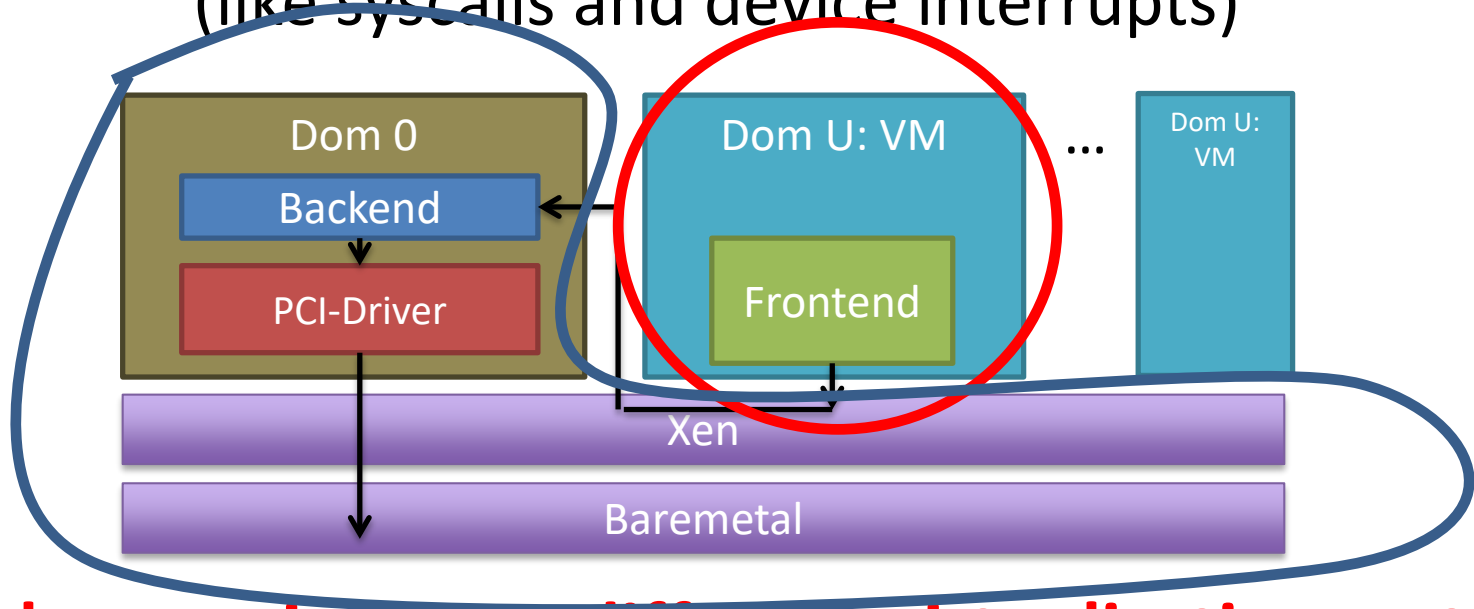 (like syscalls and device interrupts)
Dom 0
Backend
PCI-Driver
Dom U: VM
Frontend
...
Dom U:
VM
Xen
Baremetal